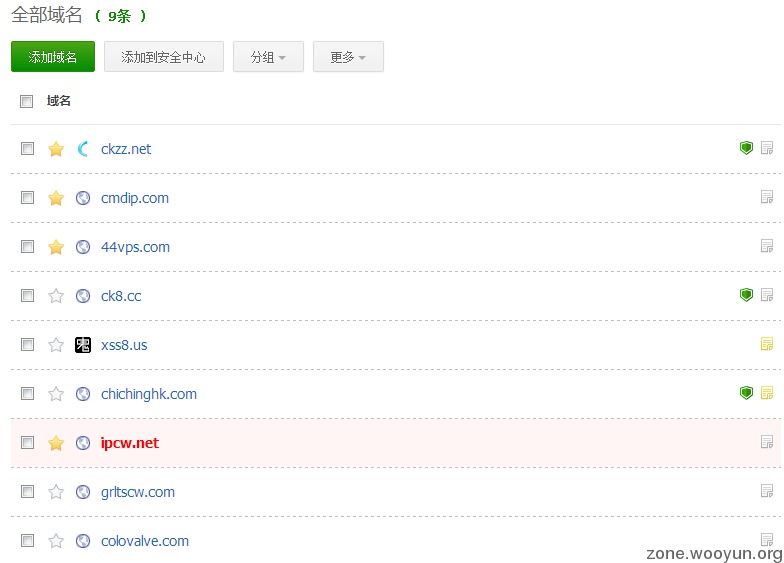 全部域名 ( 9条 )
添加域名 添加到安全中心 分组 更多
域名
ckzz.net
cmdip.com
44vps.com
ck8.cc
鬼 xss8.us
chichinghk.com
ipcw.net
grltscw.com
colovalve.com
zone.wooyun.org